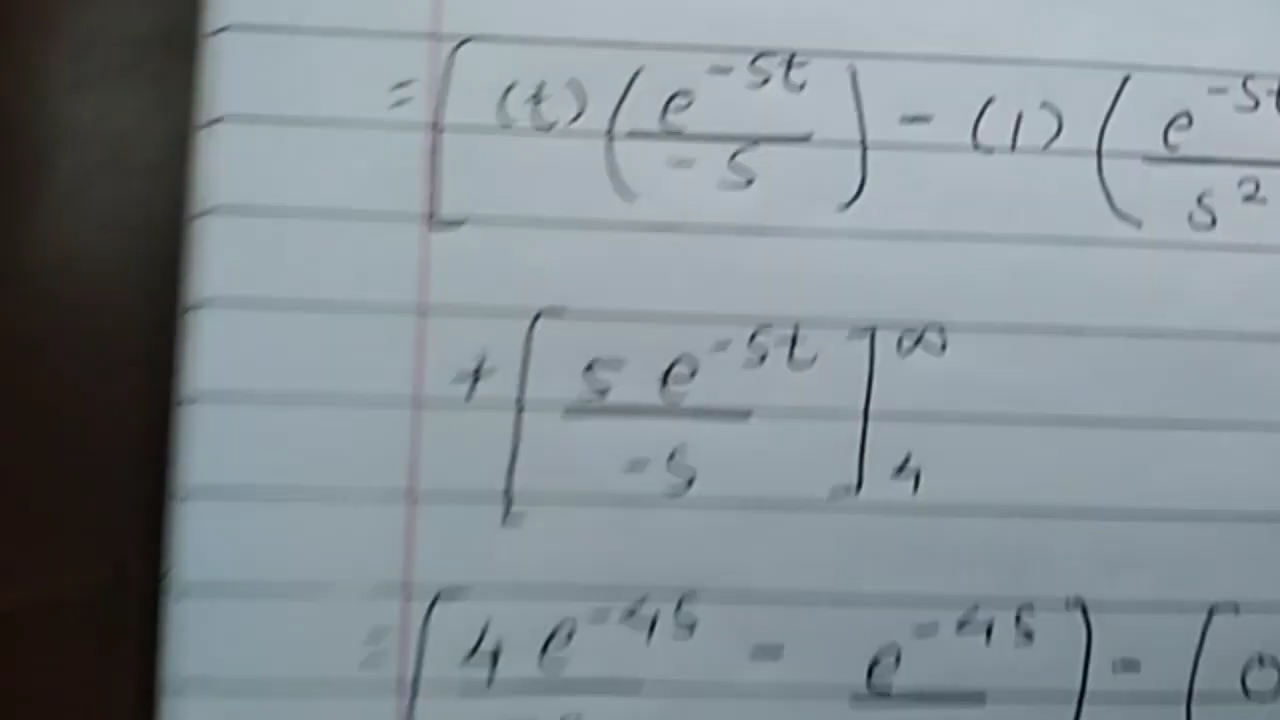 = [ (t) ( e^{-st} / -s ) - (1) ( e^{-st} / s^2
+ [ 5 e^{-st} / -s ]_4^∞
= [ 4 e^{-4s} - e^{-4s} ) - ( 0